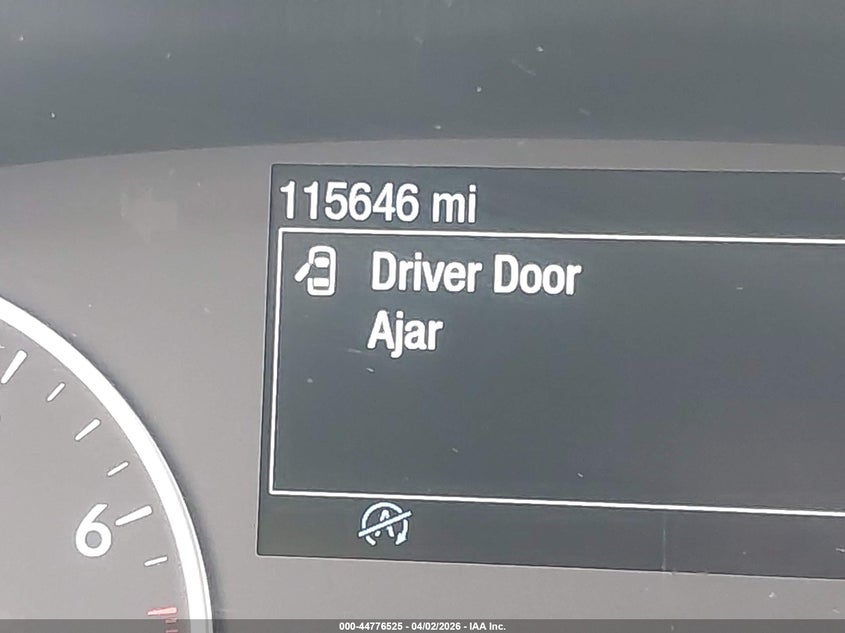 115646 mi
Driver Door
Ajar
A
6
000-44776525 - 04/02/2026 - IAA Inc.